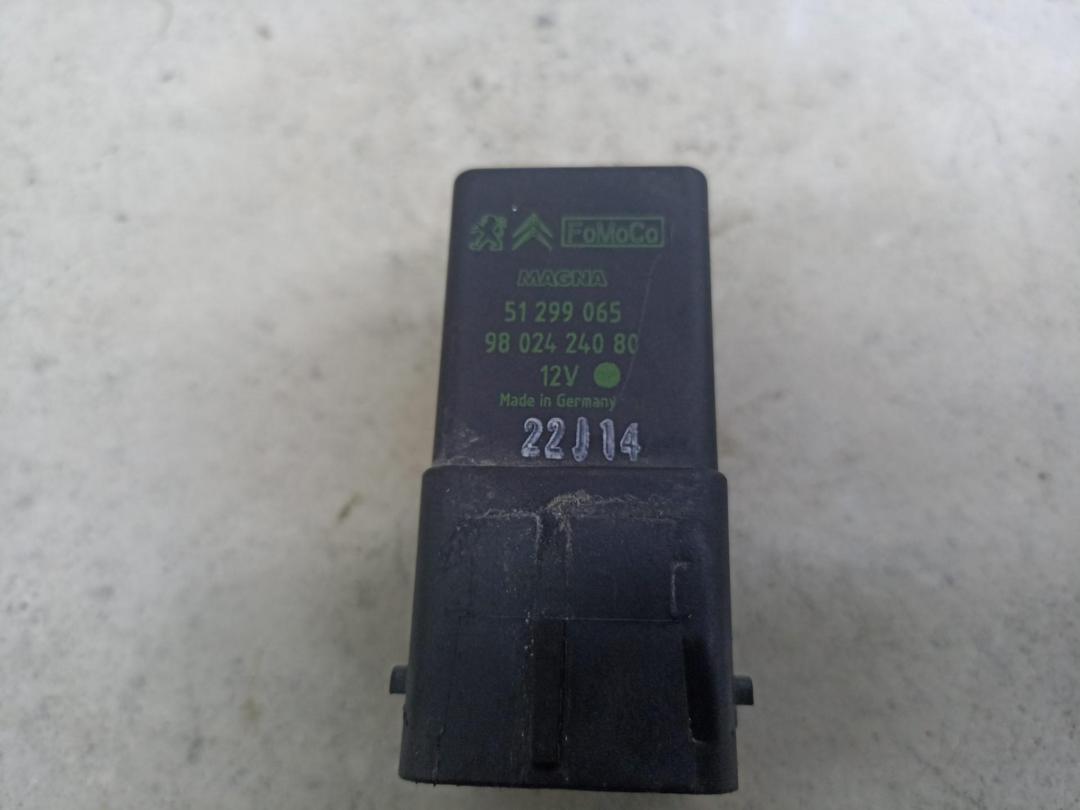 FoMoCo
MAGNA
51 299 065
98 024 240 80
12V
Made in Germany
22J14